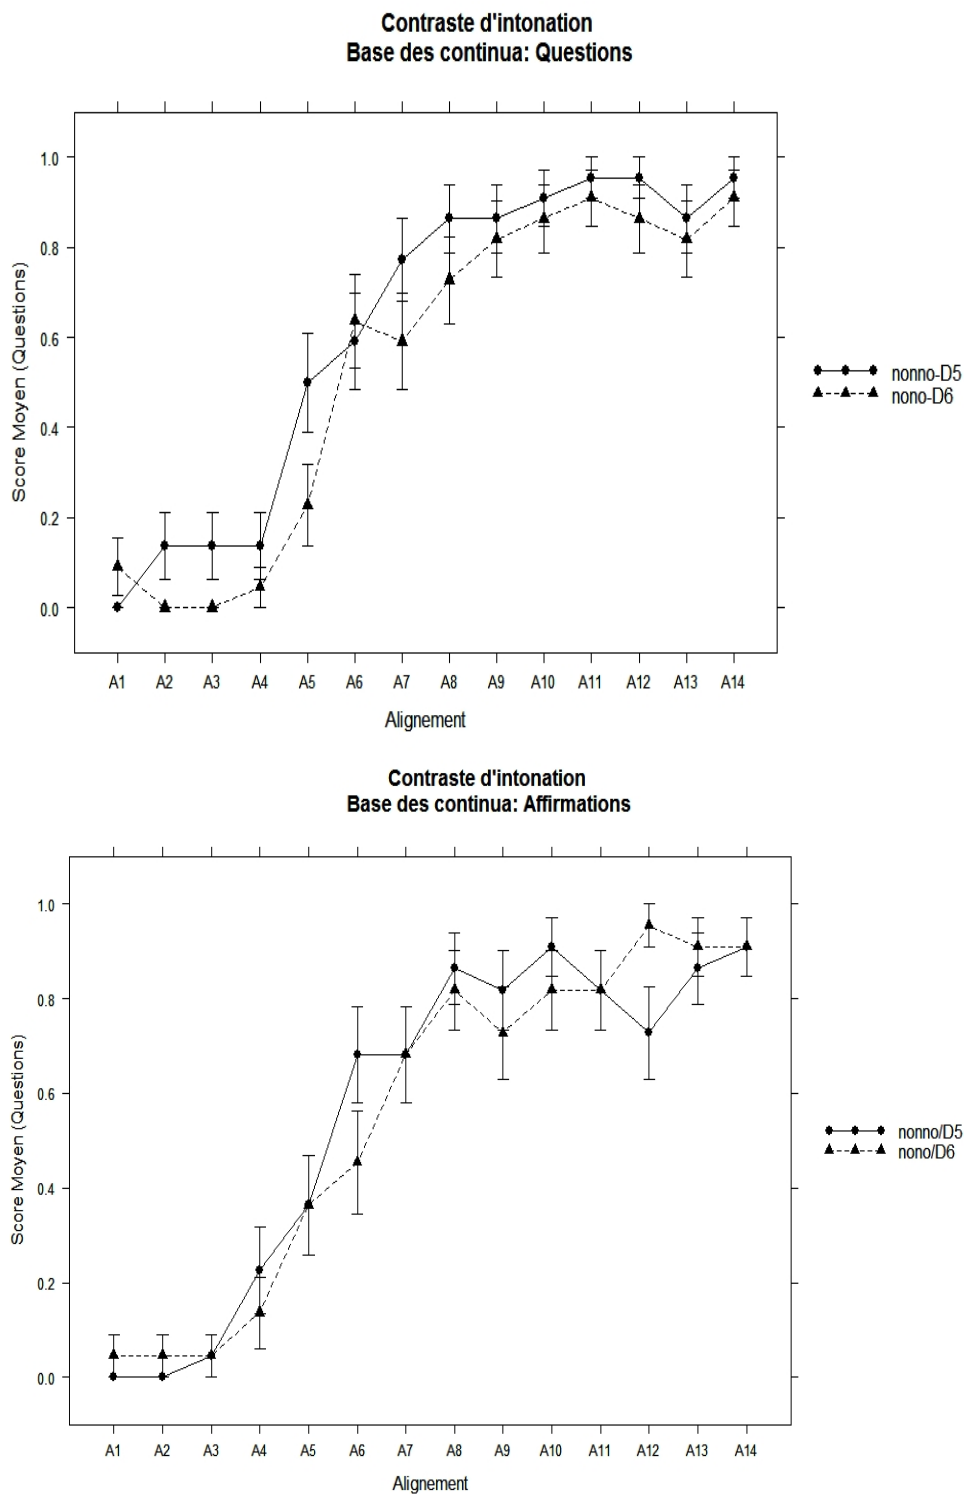 Contraste d'intonation
Base des continua: Questions
1.0
0.8
0.6
0.4
0.2
0.0
Score Moyen (Questions)
A1 A2 A3 A4 A5 A6 A7 A8 A9 A10 A11 A12 A13 A14
Alignement
nonno-D5
nono-D6
Contraste d'intonation
Base des continua: Affirmations
1.0
0.8
0.6
0.4
0.2
0.0
Score Moyen (Questions)
A1 A2 A3 A4 A5 A6 A7 A8 A9 A10 A11 A12 A13 A14
Alignement
nonno/D5
nono/D6